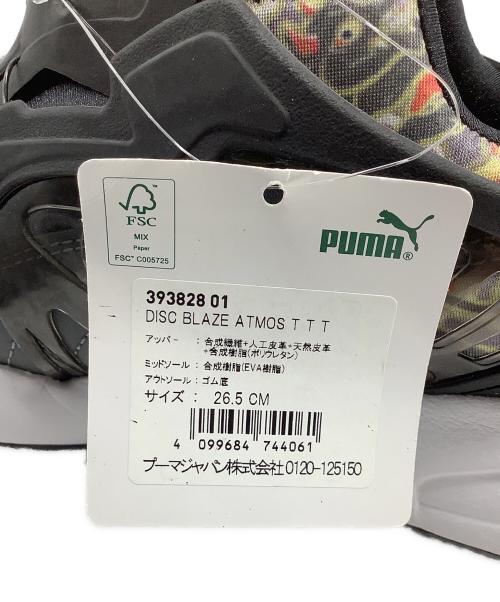 FSC
MIX
Paper
FSC™ C005725
PUMA®
393828 01
DISC BLAZE ATMOS T T T
アッパー : 合成繊維+人工皮革+天然皮革
+合成樹脂(ポリウレタン)
ミッドソール : 合成樹脂(EVA樹脂)
アウトソール : ゴム底
サイズ : 26.5 CM
4 099684 744061
プーマジャパン株式会社0120-125150